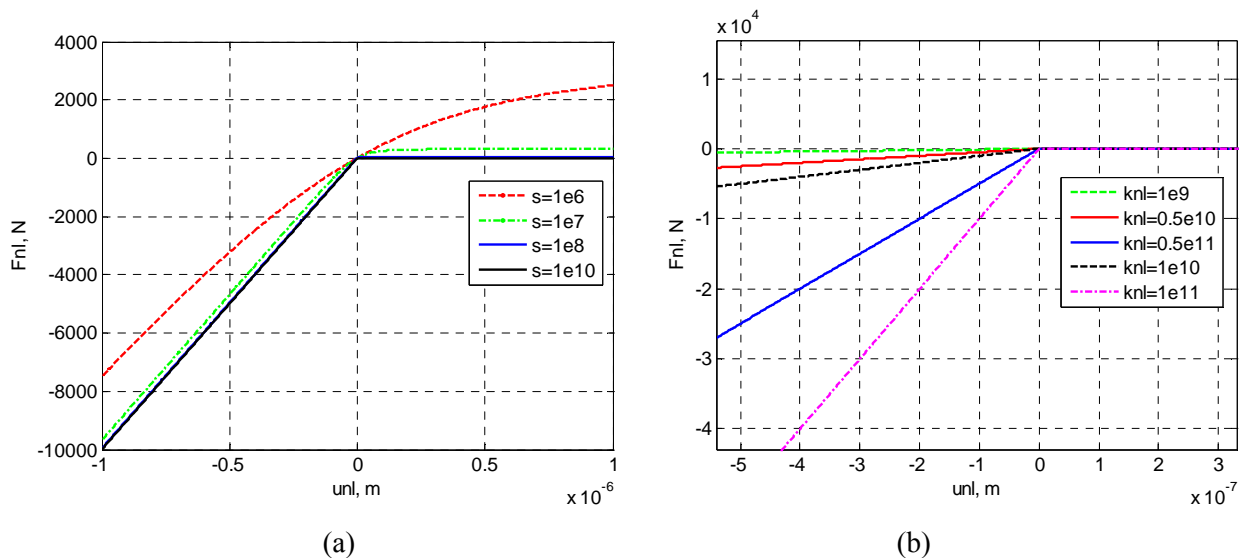 4000
2000
0
-2000
-4000
-6000
-8000
-10000
Fnl, N
-1
-0.5
0
0.5
1
x 10^-6
unl, m
s=1e6
s=1e7
s=1e8
s=1e10
(a)
x 10^4
1
0
-1
-2
-3
-4
Fnl, N
-5
-4
-3
-2
-1
0
1
2
3
x 10^-7
unl, m
knl=1e9
knl=0.5e10
knl=0.5e11
knl=1e10
knl=1e11
(b)